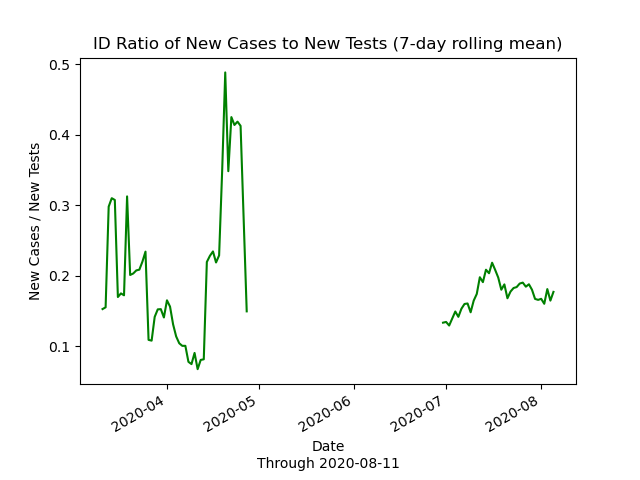 ID Ratio of New Cases to New Tests (7-day rolling mean)
New Cases / New Tests
0.5
0.4
0.3
0.2
0.1
2020-04
2020-05
2020-06
2020-07
2020-08
Date
Through 2020-08-11